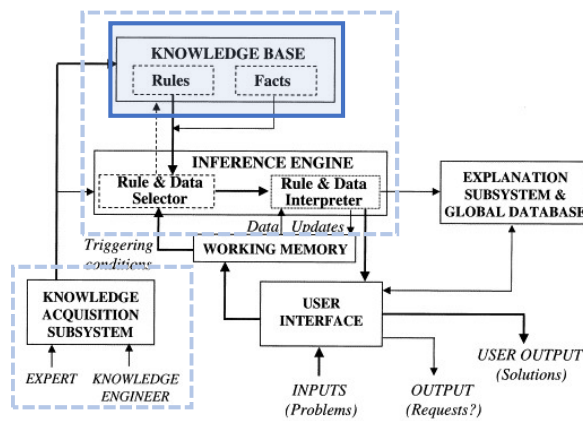 KNOWLEDGE BASE
Rules
Facts
INFERENCE ENGINE
Rule & Data
Selector
Rule & Data
Interpreter
EXPLANATION
SUBSYSTEM &
GLOBAL DATABASE
Data
Updates
Triggering
conditions
WORKING MEMORY
KNOWLEDGE
ACQUISITION
SUBSYSTEM
USER
INTERFACE
EXPERT
KNOWLEDGE
ENGINEER
INPUTS
(Problems)
OUTPUT
(Requests?)
USER OUTPUT
(Solutions)